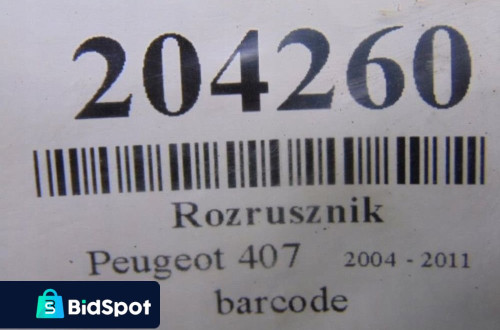 204260
Rozrusznik
Peugeot 407 2004 - 2011
barcode
S
BidSpot